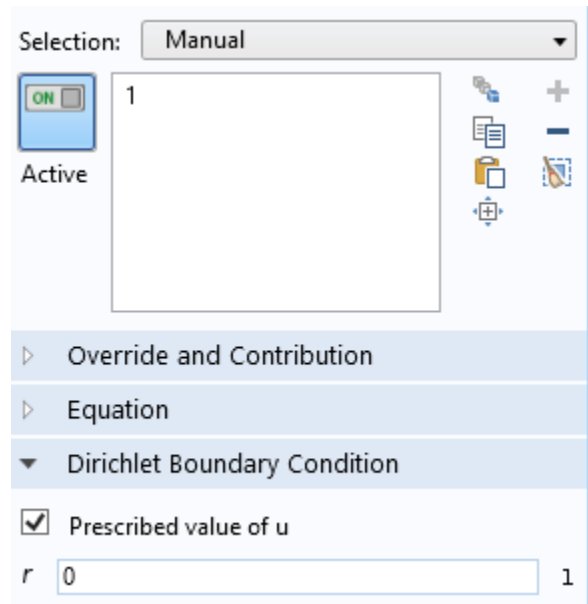 Selection: Manual
ON
1
Active
Override and Contribution
Equation
Dirichlet Boundary Condition
Prescribed value of u
r 0 1